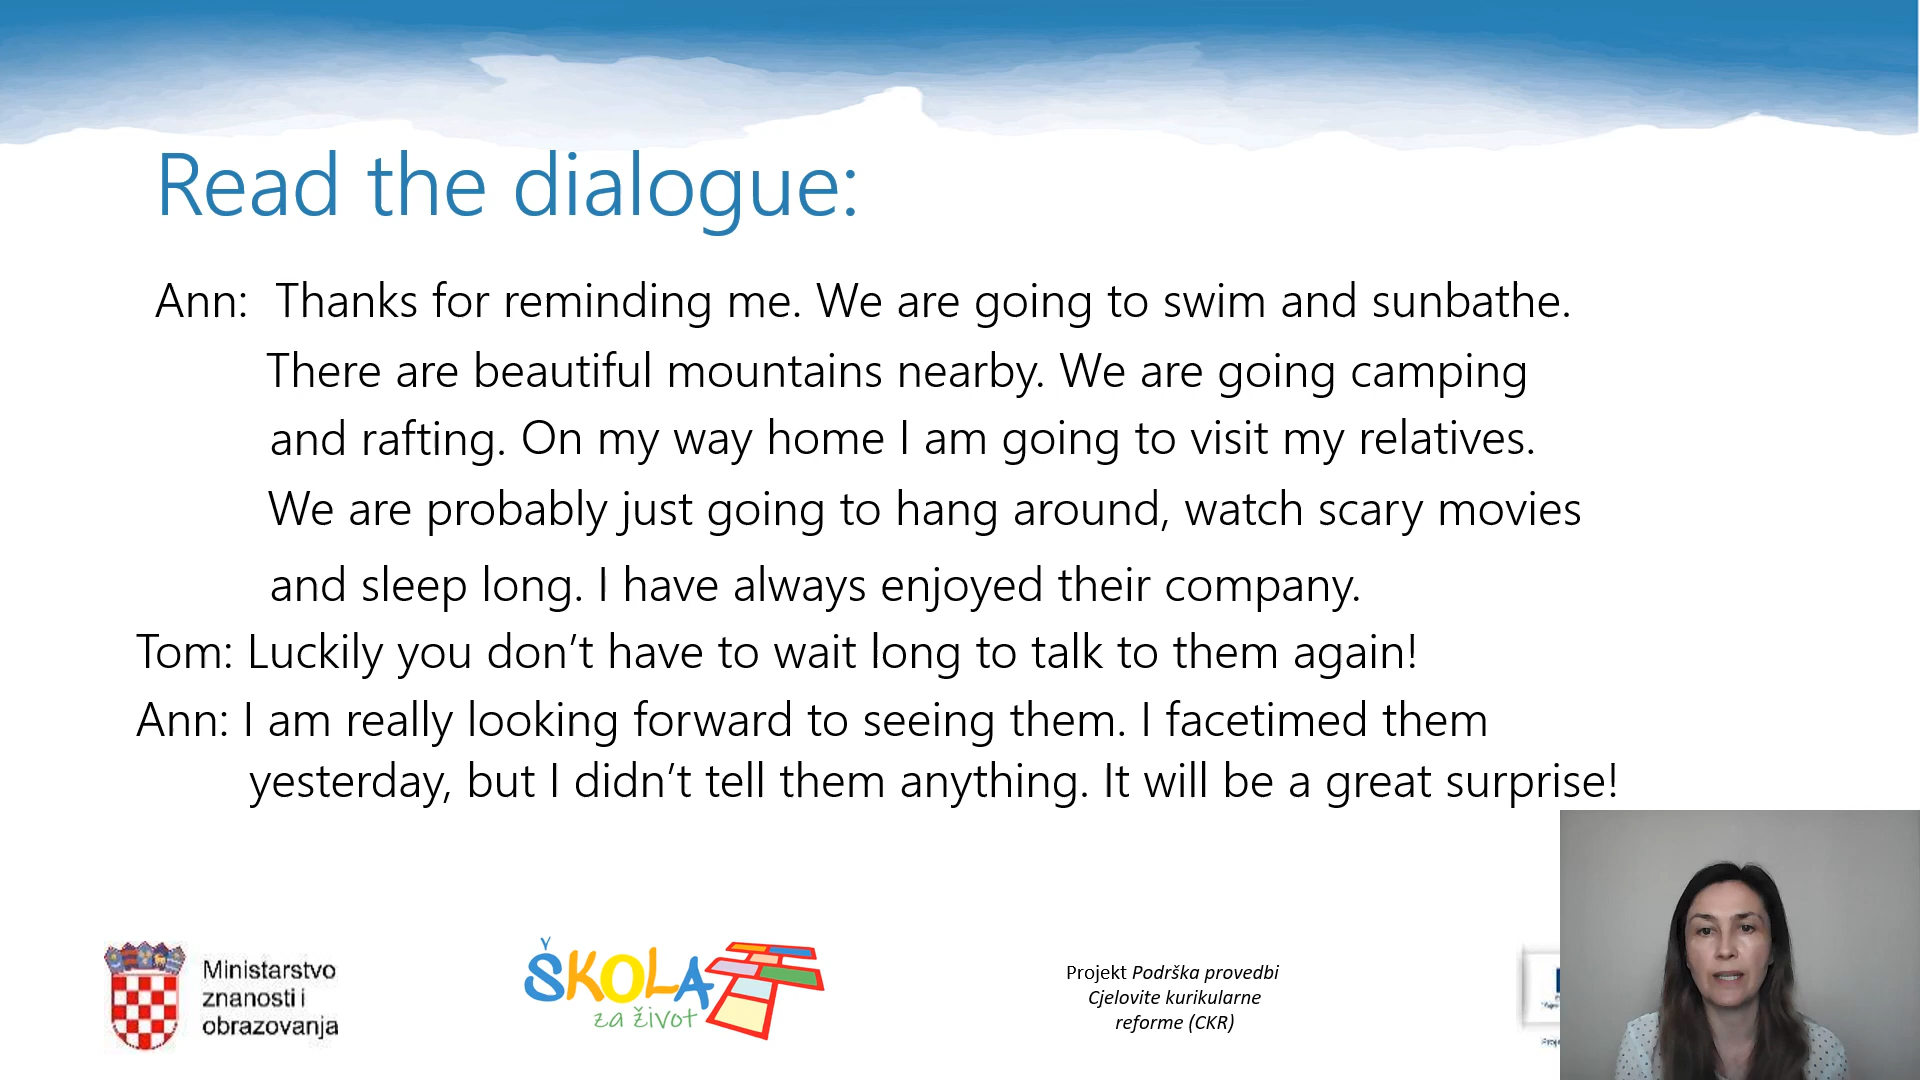 Read the dialogue:
Ann: Thanks for reminding me. We are going to swim and sunbathe.
There are beautiful mountains nearby. We are going camping
and rafting. On my way home I am going to visit my relatives.
We are probably just going to hang around, watch scary movies
and sleep long. I have always enjoyed their company.
Tom: Luckily you don’t have to wait long to talk to them again!
Ann: I am really looking forward to seeing them. I facetimed them
yesterday, but I didn’t tell them anything. It will be a great surprise!
Ministarstvo
znanosti i
obrazovanja
ŠKOLA
za život
Projekt Podrška provedbi
Cjelovite kurikularne
reforme (CKR)